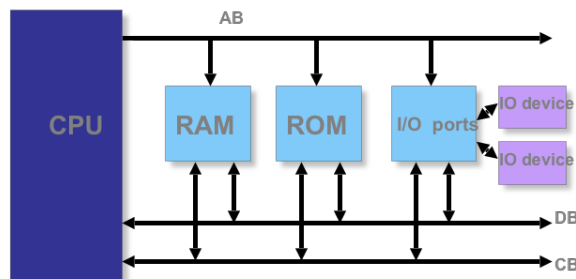 AB
CPU
RAM
ROM
I/O ports
IO device
IO device
DB
CB